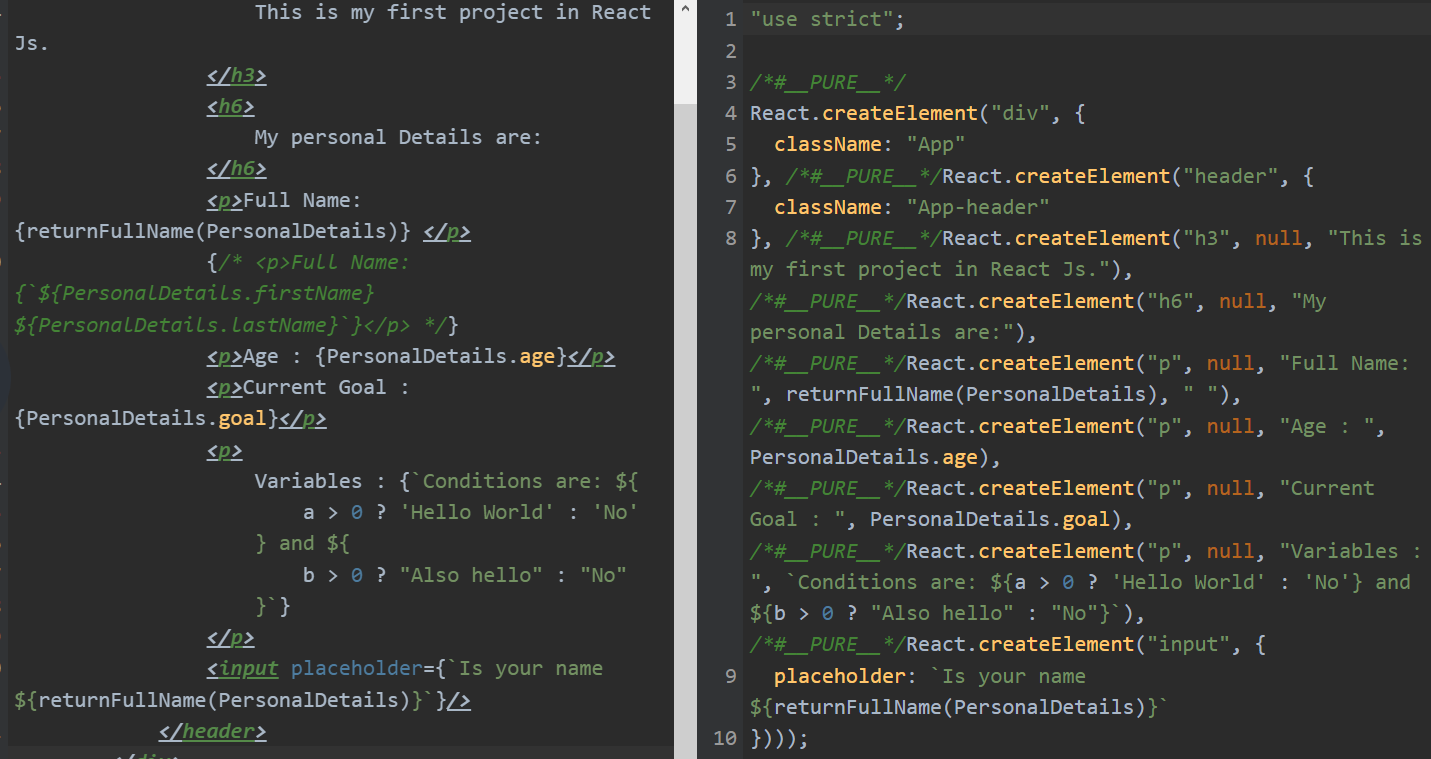 This is my first project in React
Js.
</h3>
<h6>
My personal Details are:
</h6>
<p>Full Name:
{returnFullName(PersonalDetails)} </p>
{/* <p>Full Name:
{`${PersonalDetails.firstName}
${PersonalDetails.lastName}`}</p> */}
<p>Age : {PersonalDetails.age}</p>
<p>Current Goal :
{PersonalDetails.goal}</p>
<p>
Variables : {`Conditions are: ${
a > 0 ? 'Hello World' : 'No'
} and ${
b > 0 ? "Also hello" : "No"
}`}
</p>
<input placeholder={`Is your name
${returnFullName(PersonalDetails)}`}/>
</header>
</div>
1 "use strict";
2
3 /*#__PURE__*/
4 React.createElement("div", {
5 className: "App"
6 }, /*#__PURE__*/React.createElement("header", {
7 className: "App-header"
8 }, /*#__PURE__*/React.createElement("h3", null, "This is
my first project in React Js."),
/*#__PURE__*/React.createElement("h6", null, "My
personal Details are:"),
/*#__PURE__*/React.createElement("p", null, "Full Name:
", returnFullName(PersonalDetails), " "),
/*#__PURE__*/React.createElement("p", null, "Age : ",
PersonalDetails.age),
/*#__PURE__*/React.createElement("p", null, "Current
Goal : ", PersonalDetails.goal),
/*#__PURE__*/React.createElement("p", null, "Variables :
", `Conditions are: ${a > 0 ? 'Hello World' : 'No'} and
${b > 0 ? "Also hello" : "No"}`),
/*#__PURE__*/React.createElement("input", {
9 placeholder: `Is your name
${returnFullName(PersonalDetails)}`
10 })));